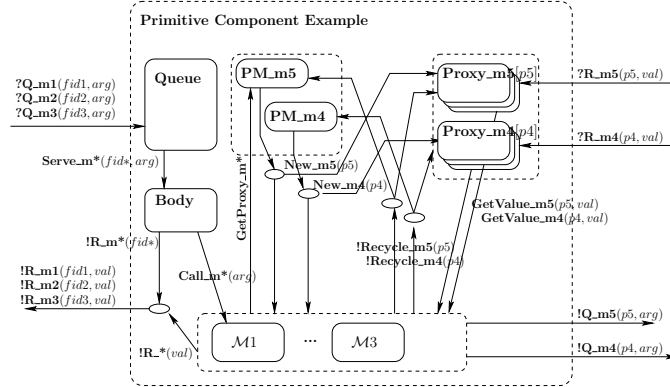 Primitive Component Example
?Q_m1(fid1, arg)
?Q_m2(fid2, arg)
?Q_m3(fid3, arg)
Queue
PM_m5
PM_m4
Proxy_m5[p5]
Proxy_m4[p4]
?R_m5(p5, val)
?R_m4(p4, val)
Serve_m*(fid*, arg)
New_m5(p5)
New_m4(p4)
GetProxy_m*
Body
GetValue_m5(p5, val)
GetValue_m4(p4, val)
!R_m*(fid*)
!Recycle_m5(p5)
!Recycle_m4(p4)
!R_m1(fid1, val)
!R_m2(fid2, val)
!R_m3(fid3, val)
Call_m*(arg)
!Q_m5(p5, arg)
!R_*(val)
M1
...
M3
!Q_m4(p4, arg)